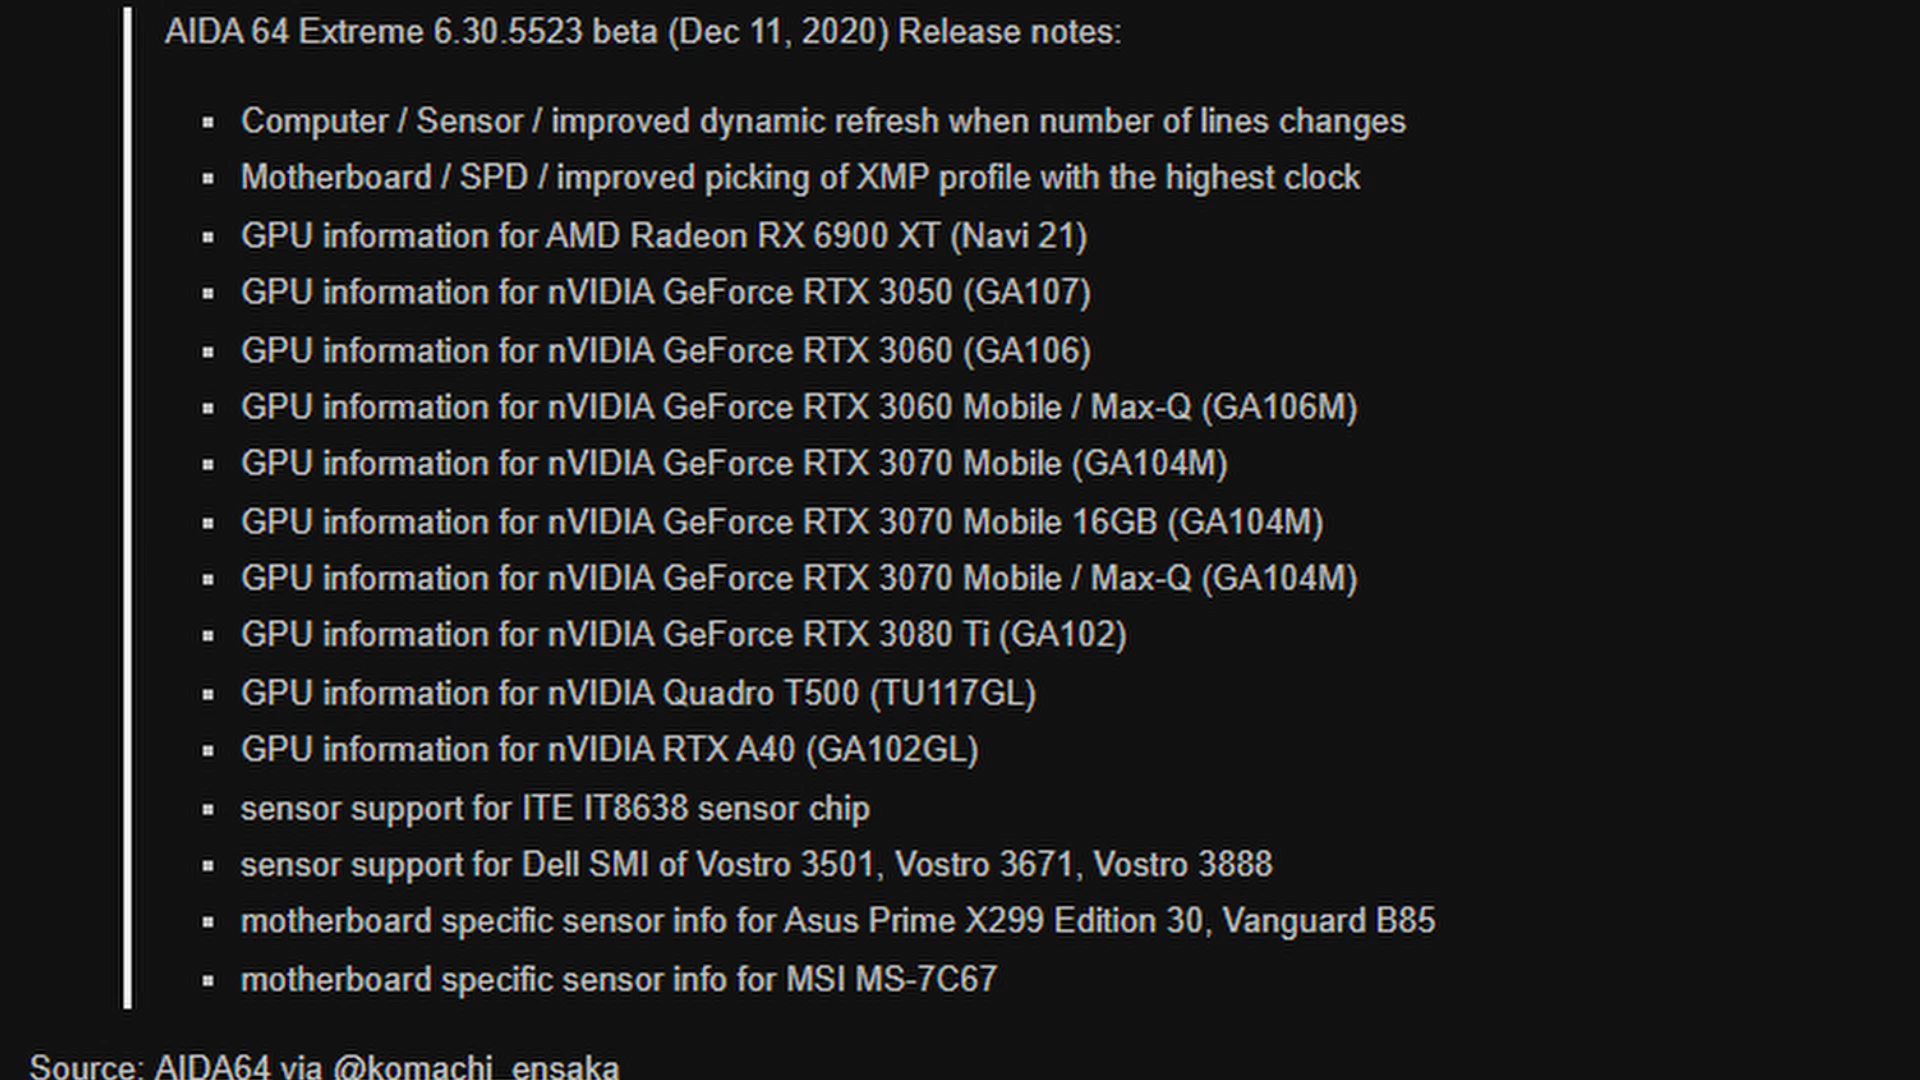 AIDA 64 Extreme 6.30.5523 beta (Dec 11, 2020) Release notes:
Computer / Sensor / improved dynamic refresh when number of lines changes
Motherboard / SPD / improved picking of XMP profile with the highest clock
GPU information for AMD Radeon RX 6900 XT (Navi 21)
GPU information for nVIDIA GeForce RTX 3050 (GA107)
GPU information for nVIDIA GeForce RTX 3060 (GA106)
GPU information for nVIDIA GeForce RTX 3060 Mobile / Max-Q (GA106M)
GPU information for nVIDIA GeForce RTX 3070 Mobile (GA104M)
GPU information for nVIDIA GeForce RTX 3070 Mobile 16GB (GA104M)
GPU information for nVIDIA GeForce RTX 3070 Mobile / Max-Q (GA104M)
GPU information for nVIDIA GeForce RTX 3080 Ti (GA102)
GPU information for nVIDIA Quadro T500 (TU117GL)
GPU information for nVIDIA RTX A40 (GA102GL)
sensor support for ITE IT8638 sensor chip
sensor support for Dell SMI of Vostro 3501, Vostro 3671, Vostro 3888
motherboard specific sensor info for Asus Prime X299 Edition 30, Vanguard B85
motherboard specific sensor info for MSI MS-7C67
Source: AIDA64 via @komachi_ensaka